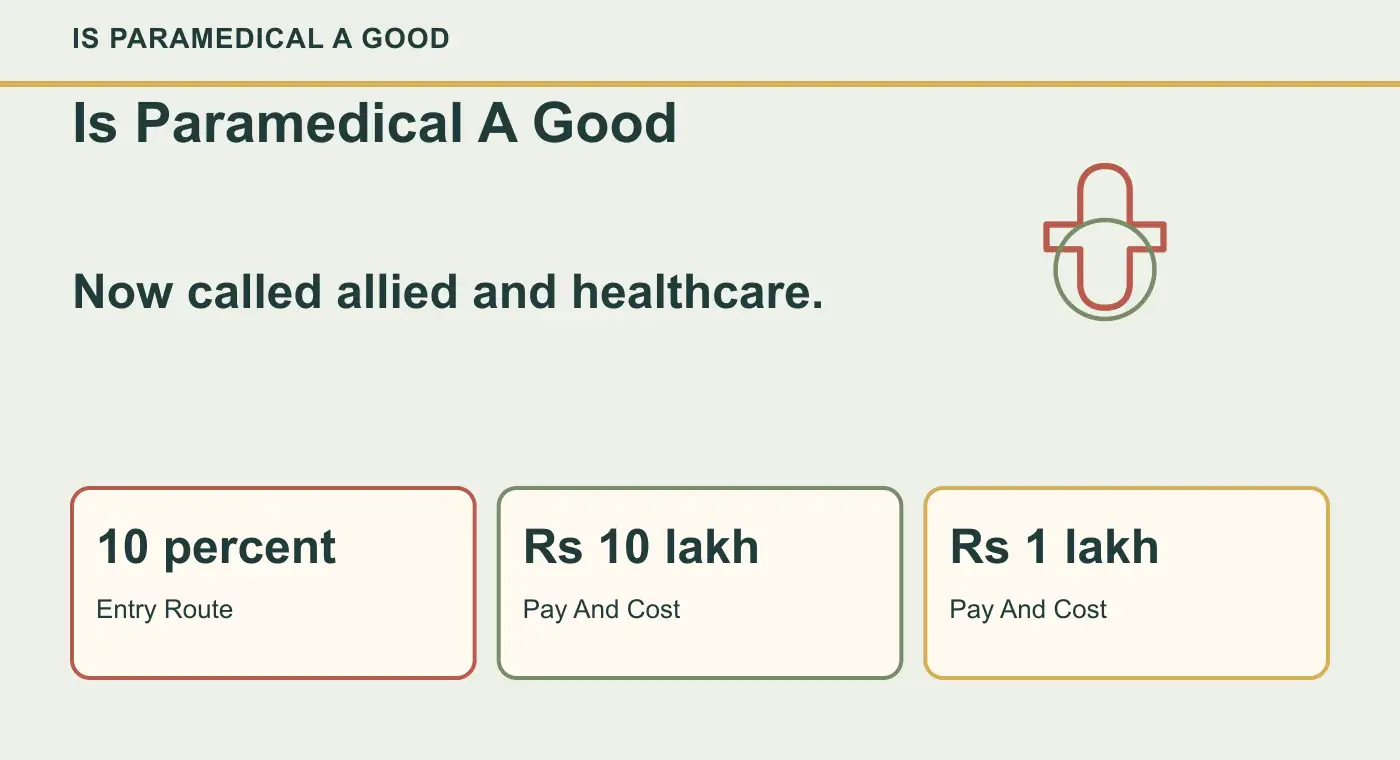 IS PARAMEDICAL A GOOD
Is Paramedical A Good
Now called allied and healthcare.
10 percent
Entry Route
Rs 10 lakh
Pay And Cost
Rs 1 lakh
Pay And Cost